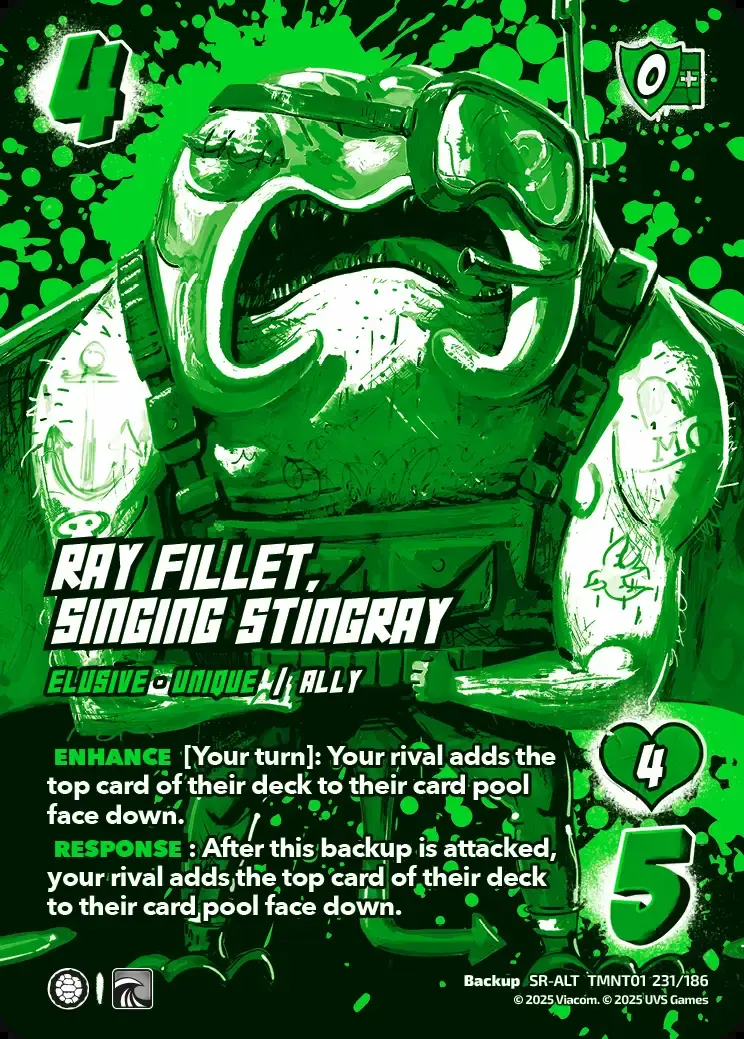 4
0
+
MO
RAY FILLET,
SINGING STINGRAY
ELUSIVE · UNIQUE | ALLY
ENHANCE [Your turn]: Your rival adds the
top card of their deck to their card pool
face down.
RESPONSE : After this backup is attacked,
your rival adds the top card of their deck
to their card pool face down.
4
5
Backup SR-ALT TMNT01 231/186
© 2025 Viacom. © 2025 UVS Games